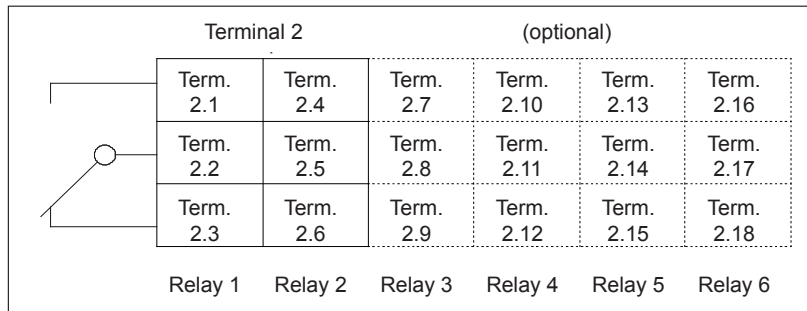 Terminal 2 (optional)
Term. Term. Term. Term. Term. Term.
2.1 2.4 2.7 2.10 2.13 2.16
Term. Term. Term. Term. Term. Term.
2.2 2.5 2.8 2.11 2.14 2.17
Term. Term. Term. Term. Term. Term.
2.3 2.6 2.9 2.12 2.15 2.18
Relay 1 Relay 2 Relay 3 Relay 4 Relay 5 Relay 6